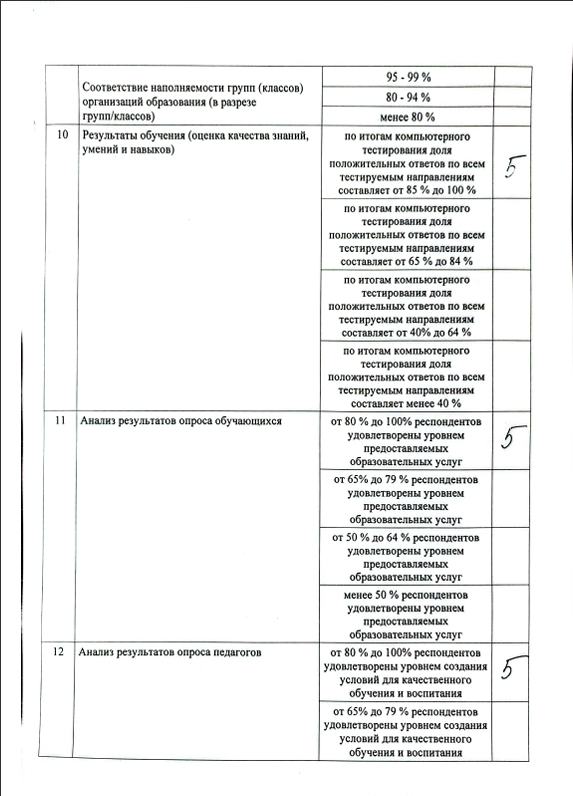 95 - 99 %
Соответствие наполняемости групп (классов)
организаций образования (в разрезе
групп/классов)
80 - 94 %
менее 80 %
10
Результаты обучения (оценка качества знаний,
умений и навыков)
по итогам компьютерного
тестирования доля
положительных ответов по всем
тестируемым направлениям
составляет от 85 % до 100 %
5
по итогам компьютерного
тестирования доля
положительных ответов по всем
тестируемым направлениям
составляет от 65 % до 84 %
по итогам компьютерного
тестирования доля
положительных ответов по всем
тестируемым направлениям
составляет от 40% до 64 %
по итогам компьютерного
тестирования доля
положительных ответов по всем
тестируемым направлениям
составляет менее 40 %
11
Анализ результатов опроса обучающихся
от 80 % до 100% респондентов
удовлетворены уровнем
предоставляемых
образовательных услуг
5
от 65% до 79 % респондентов
удовлетворены уровнем
предоставляемых
образовательных услуг
от 50 % до 64 % респондентов
удовлетворены уровнем
предоставляемых
образовательных услуг
менее 50 % респондентов
удовлетворены уровнем
предоставляемых
образовательных услуг
12
Анализ результатов опроса педагогов
от 80 % до 100% респондентов
удовлетворены уровнем создания
условий для качественного
обучения и воспитания
5
от 65% до 79 % респондентов
удовлетворены уровнем создания
условий для качественного
обучения и воспитания